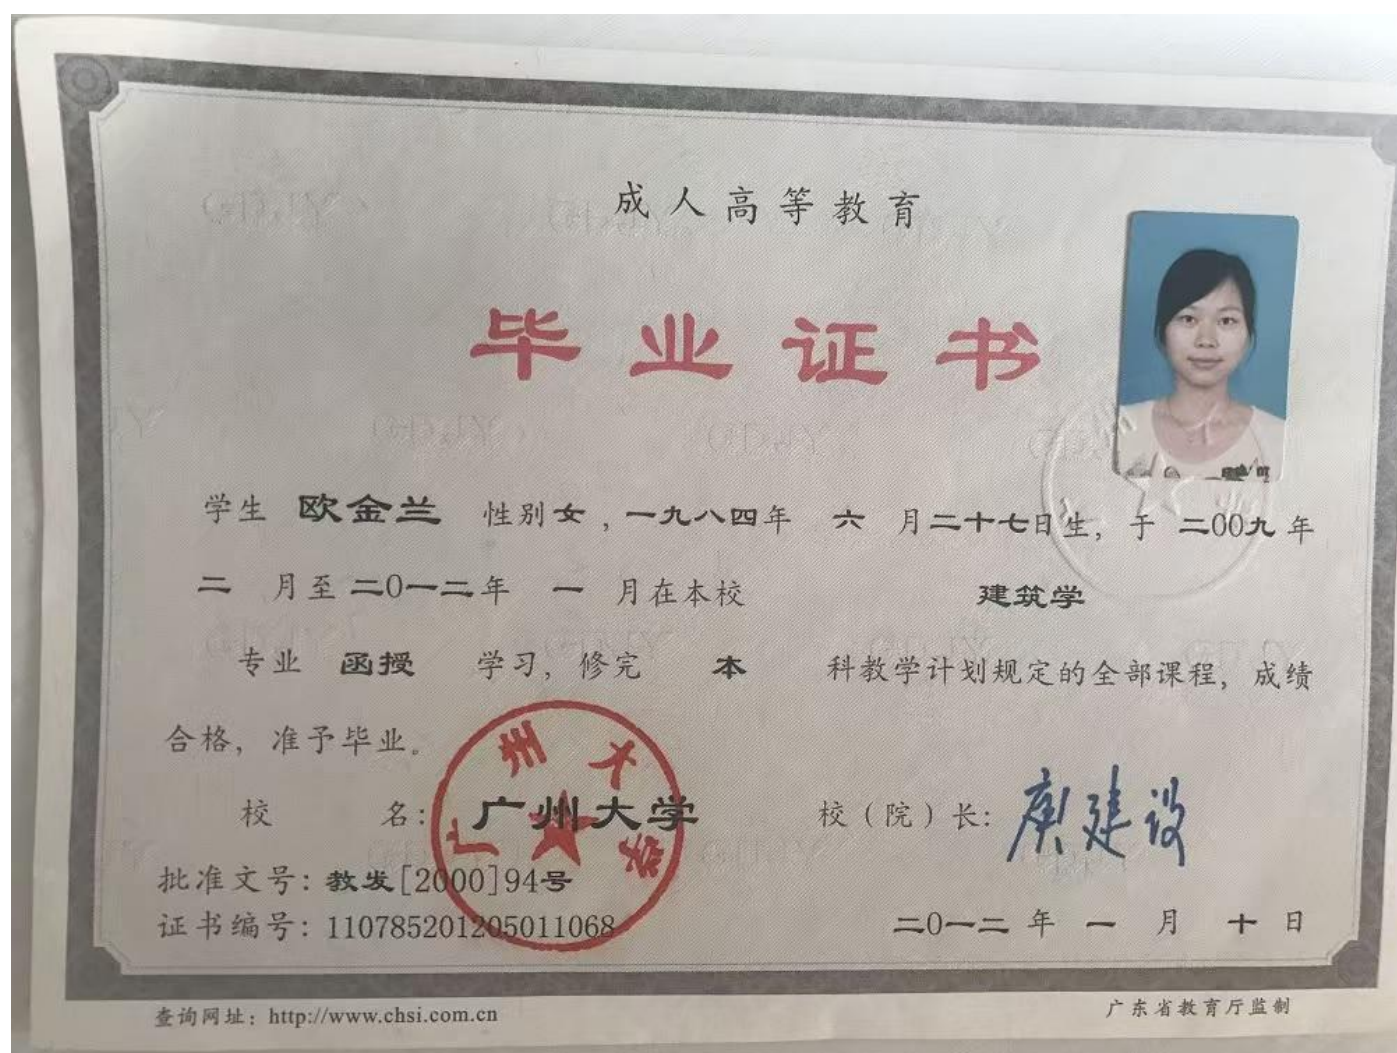 成人高等教育
毕业证书
学生 欧金兰 性别女，一九八四年 六 月二十七日生，于 二00九年
二 月至二0一二年 一 月在本校 建筑学
专业 函授 学习，修完 本 科教学计划规定的全部课程，成绩
合格，准予毕业。
校 名：广州大学 校（院）长：庾建设
广州大学
批准文号：教发[2000]94号
证书编号：110785201205011068 二0一二年 一 月 十 日
查询网址：http://www.chsi.com.cn 广东省教育厅监制